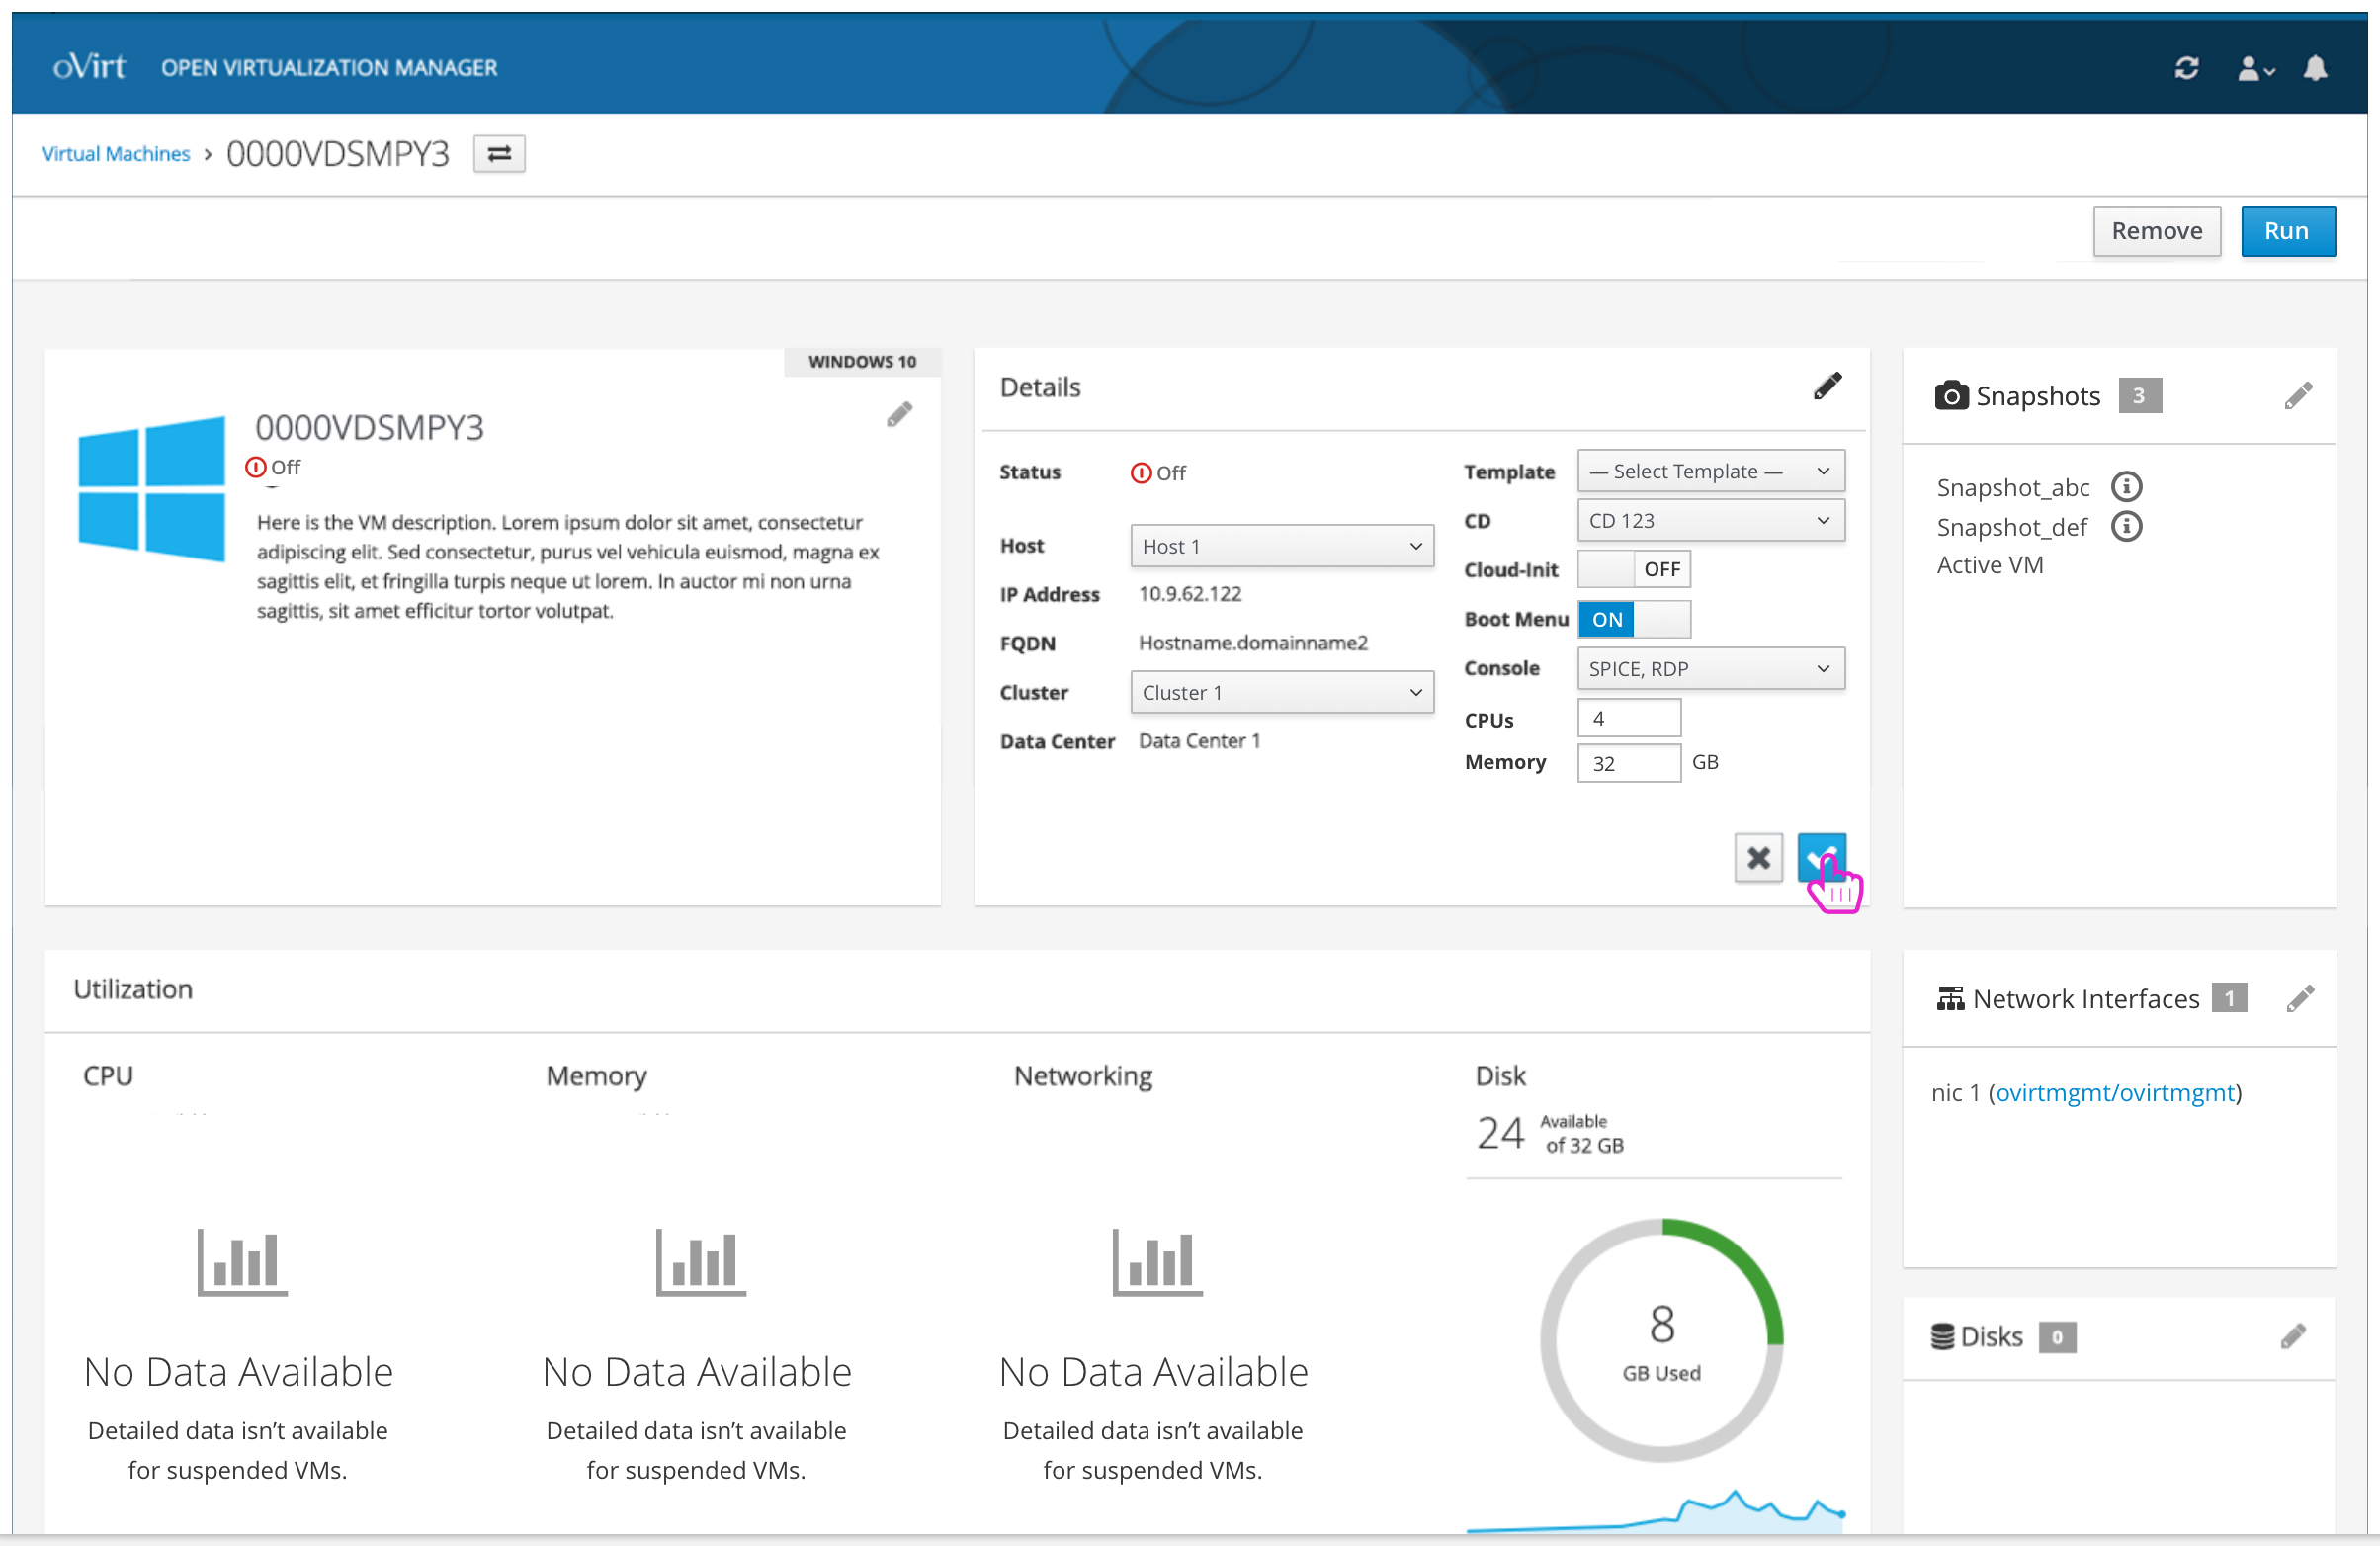 oVirt OPEN VIRTUALIZATION MANAGER
Virtual Machines › 0000VDSMPY3
Remove Run
WINDOWS 10
0000VDSMPY3
Off
Here is the VM description. Lorem ipsum dolor sit amet, consectetur
adipiscing elit. Sed consectetur, purus vel vehicula euismod, magna ex
sagittis elit, et fringilla turpis neque ut lorem. In auctor mi non urna
sagittis, sit amet efficitur tortor volutpat.
Details
Status Off
Host Host 1
IP Address 10.9.62.122
FQDN Hostname.domainname2
Cluster Cluster 1
Data Center Data Center 1
Template — Select Template —
CD CD 123
Cloud-Init OFF
Boot Menu ON
Console SPICE, RDP
CPUs 4
Memory 32 GB
Snapshots 3
Snapshot_abc
Snapshot_def
Active VM
Utilization
CPU
No Data Available
Detailed data isn’t available
for suspended VMs.
Memory
No Data Available
Detailed data isn’t available
for suspended VMs.
Networking
No Data Available
Detailed data isn’t available
for suspended VMs.
Disk
24 Available
of 32 GB
8
GB Used
Network Interfaces 1
nic 1 (ovirtmgmt/ovirtmgmt)
Disks 0